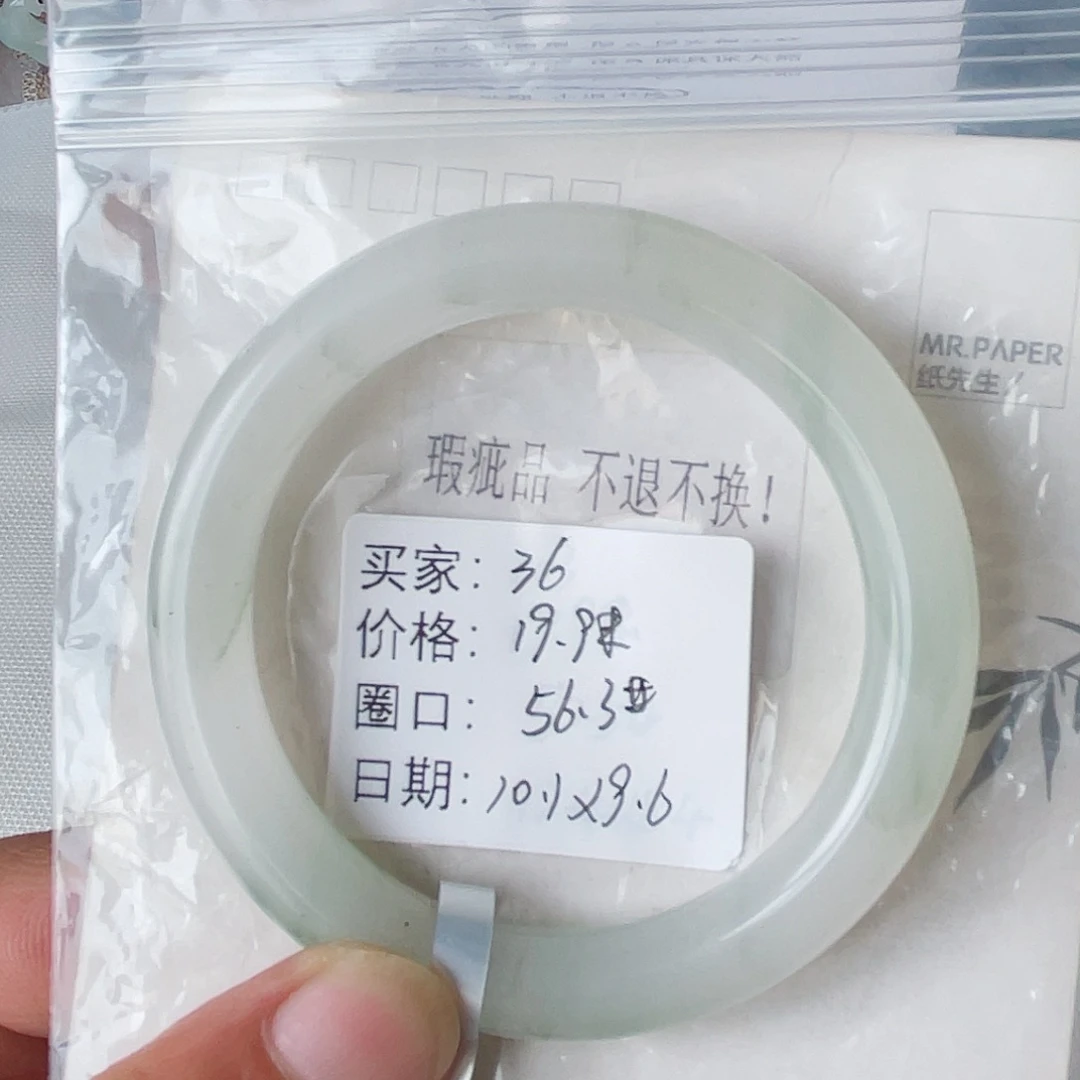 MR.PAPER
纸先生
瑕疵品 不退不换!
买家: 36
价格: 19.9
圈口: 56.3
日期: 10.1X9.6